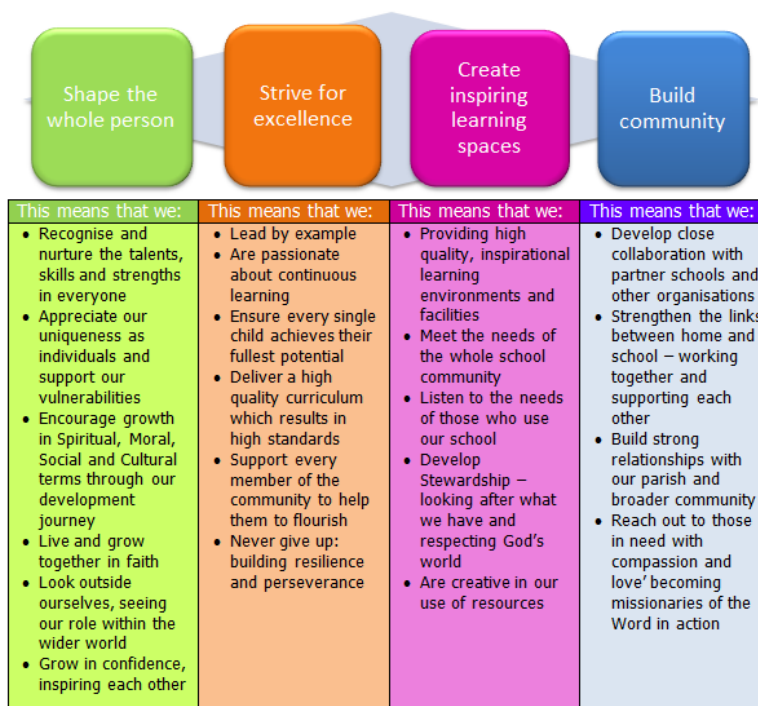 Shape the
whole person
Strive for
excellence
Create
inspiring
learning
spaces
Build
community
This means that we:
• Recognise and
nurture the talents,
skills and strengths
in everyone
• Appreciate our
uniqueness as
individuals and
support our
vulnerabilities
• Encourage growth
in Spiritual, Moral,
Social and Cultural
terms through our
development
journey
• Live and grow
together in faith
• Look outside
ourselves, seeing
our role within the
wider world
• Grow in confidence,
inspiring each other
This means that we:
• Lead by example
• Are passionate
about continuous
learning
• Ensure every single
child achieves their
fullest potential
• Deliver a high
quality curriculum
which results in
high standards
• Support every
member of the
community to help
them to flourish
• Never give up:
building resilience
and perseverance
This means that we:
• Providing high
quality, inspirational
learning
environments and
facilities
• Meet the needs of
the whole school
community
• Listen to the needs
of those who use
our school
• Develop
Stewardship –
looking after what
we have and
respecting God's
world
• Are creative in our
use of resources
This means that we:
• Develop close
collaboration with
partner schools and
other organisations
• Strengthen the links
between home and
school – working
together and
supporting each
other
• Build strong
relationships with
our parish and
broader community
• Reach out to those
in need with
compassion and
love' becoming
missionaries of the
Word in action